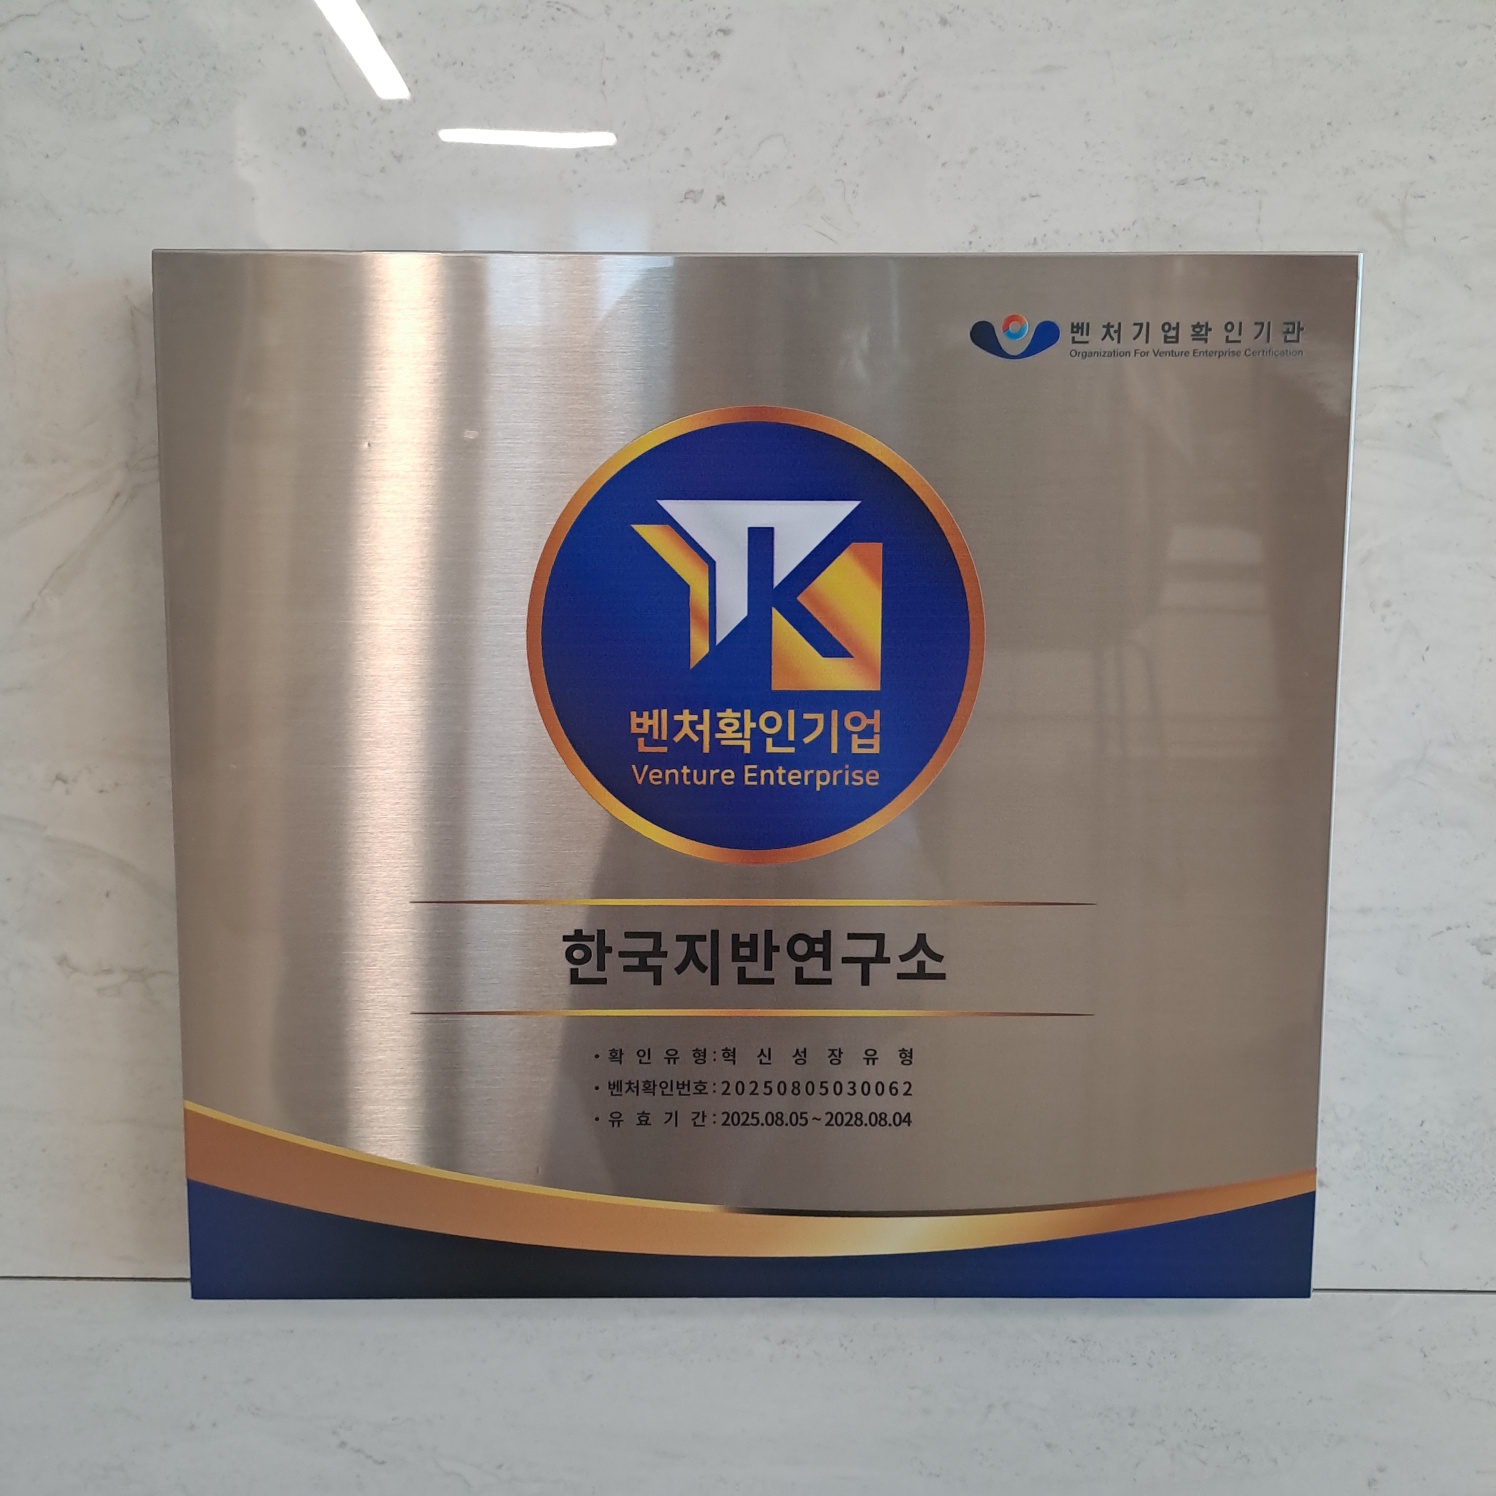 벤처기업확인기관
Organization For Venture Enterprise Certification
벤처확인기업
Venture Enterprise
한국지반연구소
· 확인유형 : 혁신성장유형
· 벤처확인번호 : 20250805030062
· 유효기간 : 2025.08.05 ~ 2028.08.04